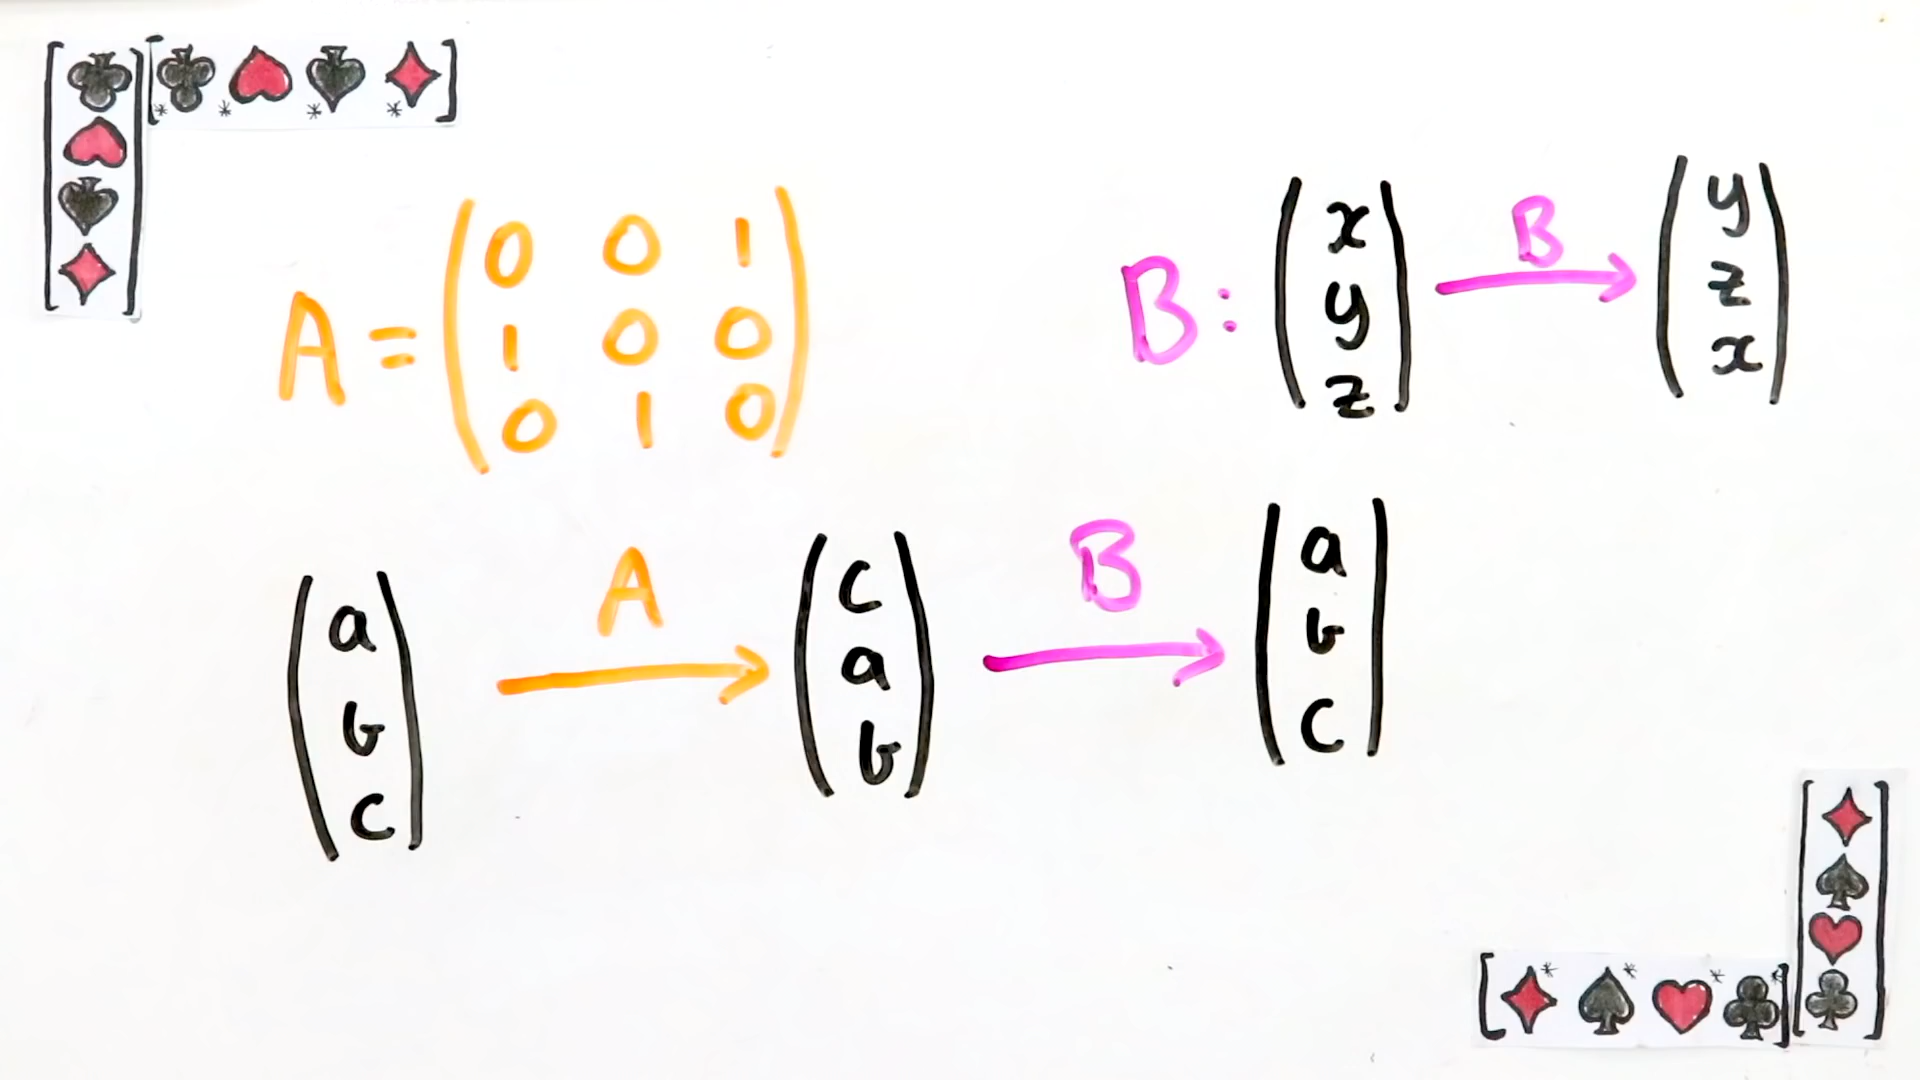 A = ( 0 0 1
1 0 0
0 1 0 )
B: ( x y z ) B ( y z x )
( a b c ) A ( c a b ) B ( a b c )